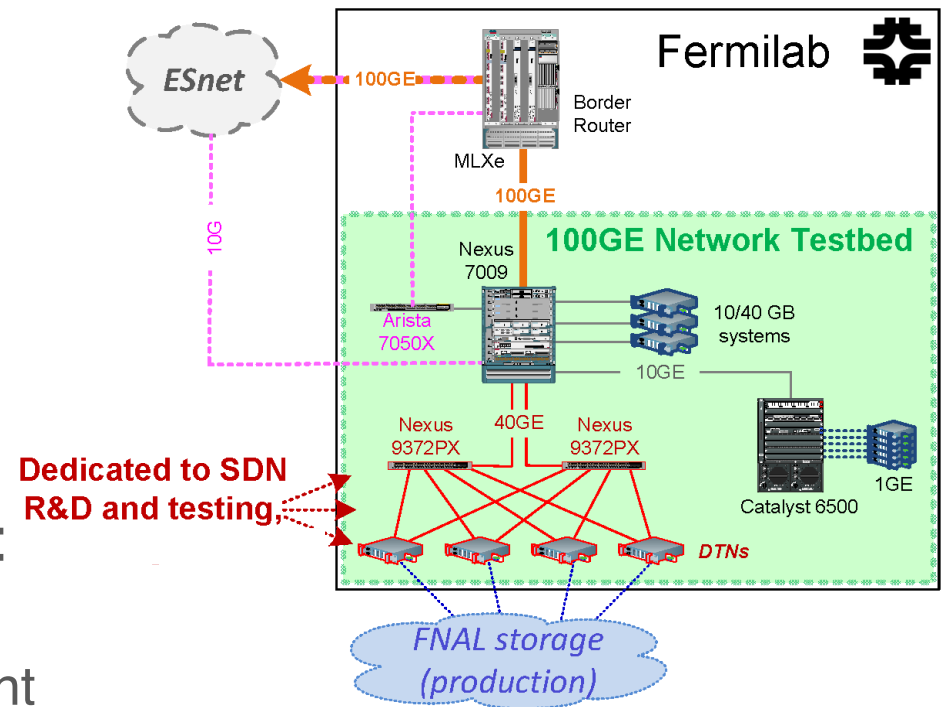 Fermilab
ESnet
100GE
Border
Router
MLXe
100GE
10G
100GE Network Testbed
Nexus
7009
Arista
7050X
10/40 GB
systems
10GE
40GE
Nexus
9372PX
Nexus
9372PX
Catalyst 6500
1GE
Dedicated to SDN
R&D and testing,
:
DTNs
FNAL storage
(production)
nt